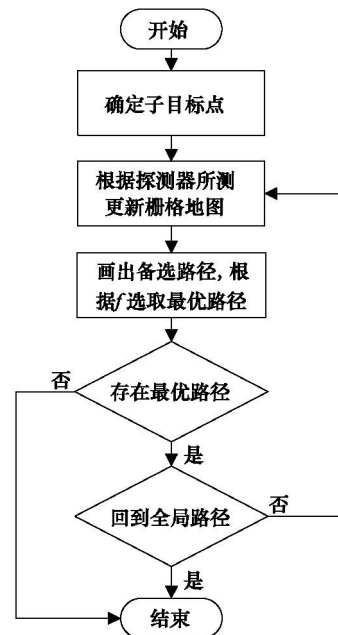 开始
确定子目标点
根据探测器所测
更新栅格地图
画出备选路径,根
据f选取最优路径
否
存在最优路径
是
回到全局路径
否
是
结束